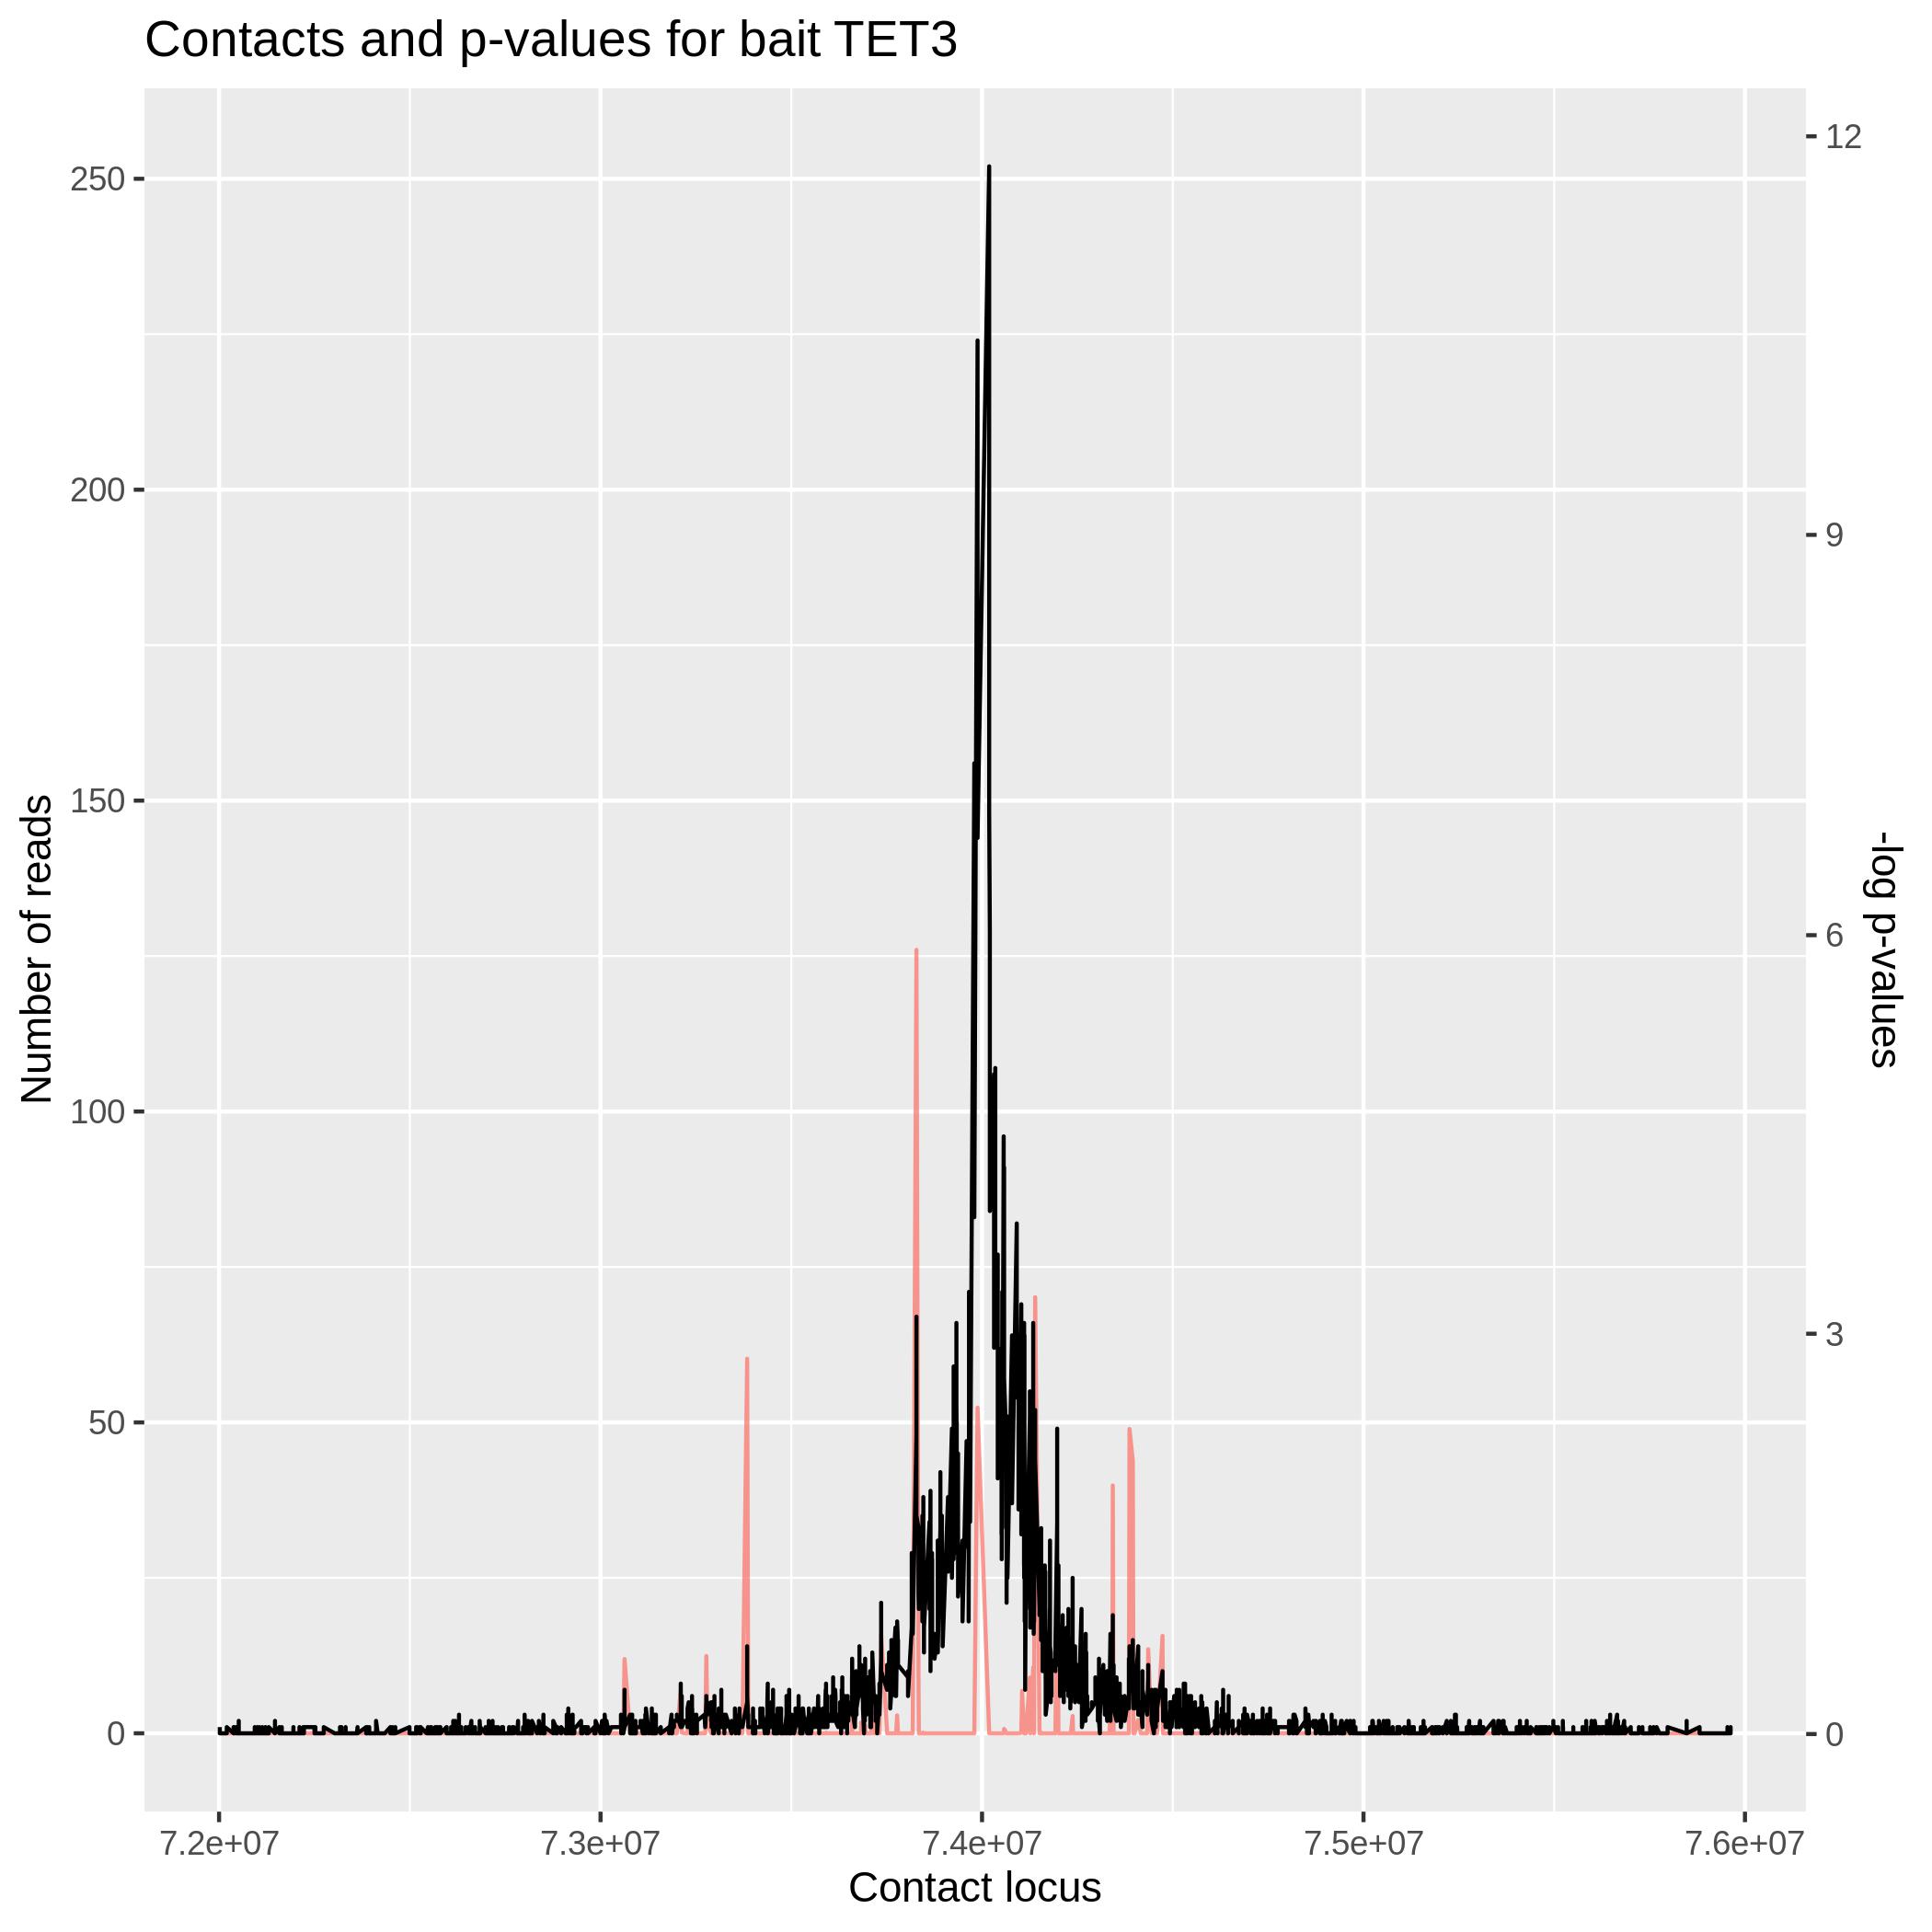 Contacts and p-values for bait TET3
250
200
150
100
50
0
Number of reads
12
9
6
3
0
-log p-values
7.2e+07
7.3e+07
7.4e+07
7.5e+07
7.6e+07
Contact locus